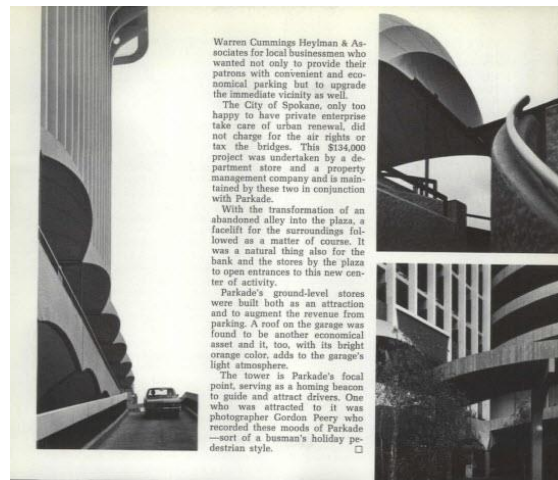 Warren Cummings Heylman & As-
sociates for local businessmen who
wanted not only to provide their
patrons with convenient and eco-
nomical parking but to upgrade
the immediate vicinity as well.
The City of Spokane, only too
happy to have private enterprise
take care of urban renewal, did
not charge for the air rights or
tax the bridges. This $134,000
project was undertaken by a de-
partment store and a property
management company and is main-
tained by these two in conjunction
with Parkade.
With the transformation of an
abandoned alley into the plaza, a
facelift for the surroundings fol-
lowed as a matter of course. It
was a natural thing also for the
bank and the stores by the plaza
to open entrances to this new cen-
ter of activity.
Parkade's ground-level stores
were built both as an attraction
and to augment the revenue from
parking. A roof on the garage was
found to be another economical
asset and it, too, with its bright
orange color, adds to the garage's
light atmosphere.
The tower is Parkade's focal
point, serving as a homing beacon
to guide and attract drivers. One
who was attracted to it was
photographer Gordon Peery who
recorded these moods of Parkade
—sort of a busman's holiday pe-
destrian style.